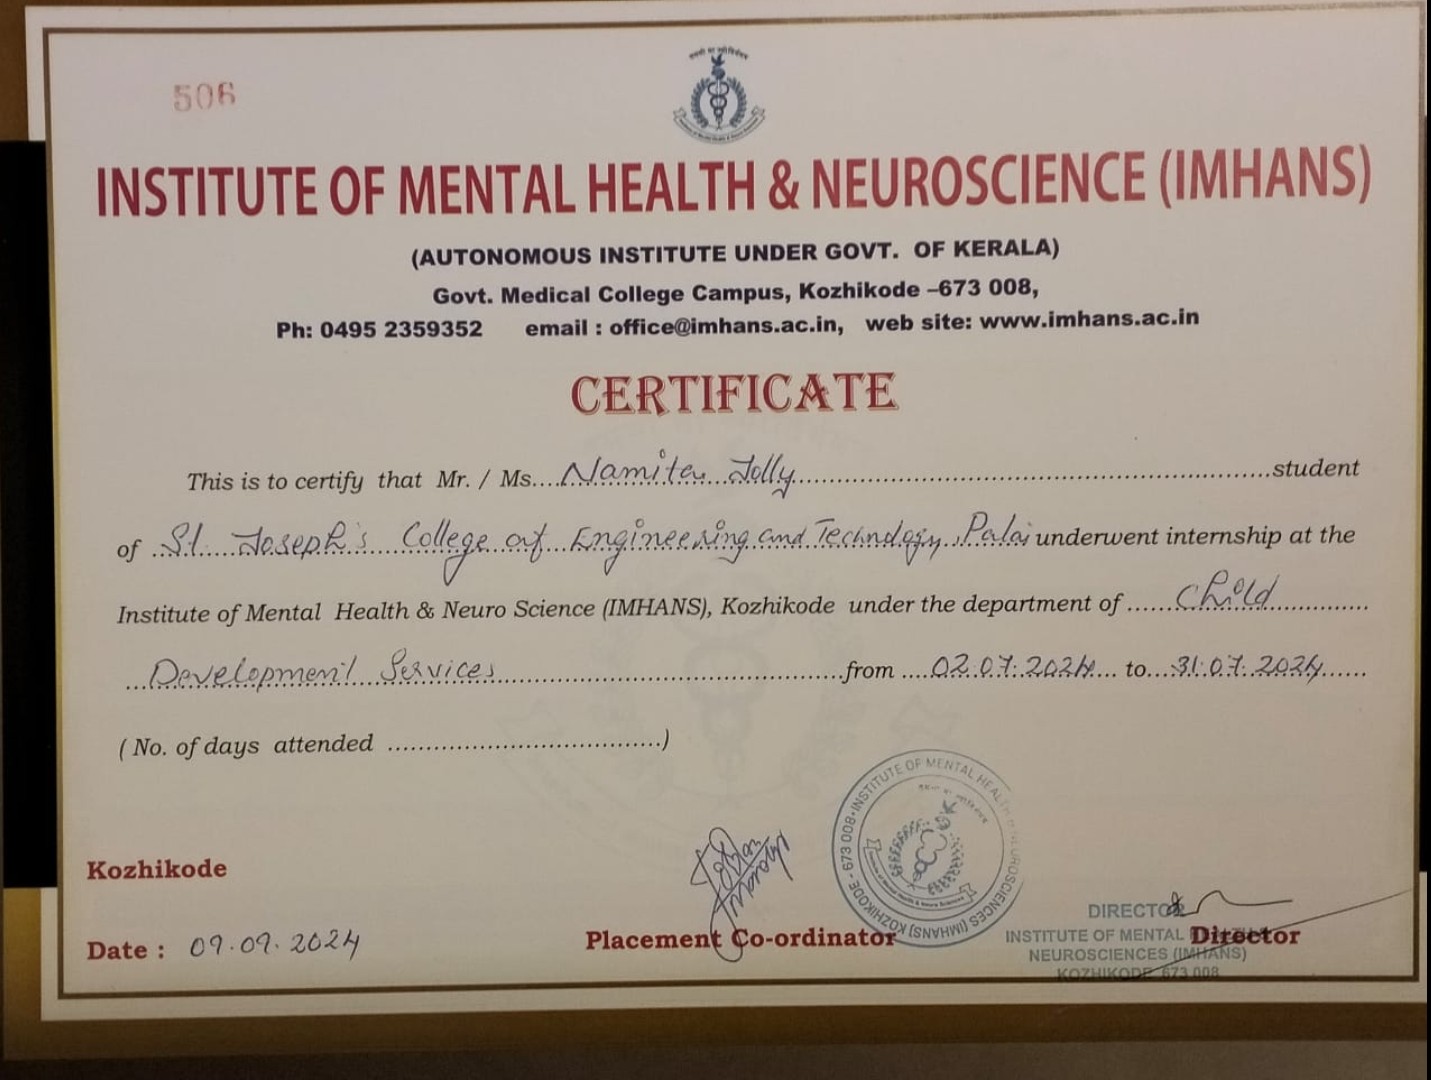 506
INSTITUTE OF MENTAL HEALTH & NEUROSCIENCE (IMHANS)
(AUTONOMOUS INSTITUTE UNDER GOVT. OF KERALA)
Govt. Medical College Campus, Kozhikode –673 008,
Ph: 0495 2359352 email : office@imhans.ac.in, web site: www.imhans.ac.in
CERTIFICATE
This is to certify that Mr. / Ms....Namita Jolly..........student
of St. Joseph's College of Engineering and Technology, Palai underwent internship at the
Institute of Mental Health & Neuro Science (IMHANS), Kozhikode under the department of ......Child..........
...Development Services..........from ....02.07.2024.... to....31.07.2024......
( No. of days attended ....................................)
Kozhikode
Date : 09.09.2024
Placement Co-ordinator
INSTITUTE OF MENTAL HEALTH & NEUROSCIENCES (IMHANS) KOZHIKODE - 673 008
DIRECTOR
INSTITUTE OF MENTAL
Director
NEUROSCIENCES (IMHANS)
KOZHIKODE 673 008